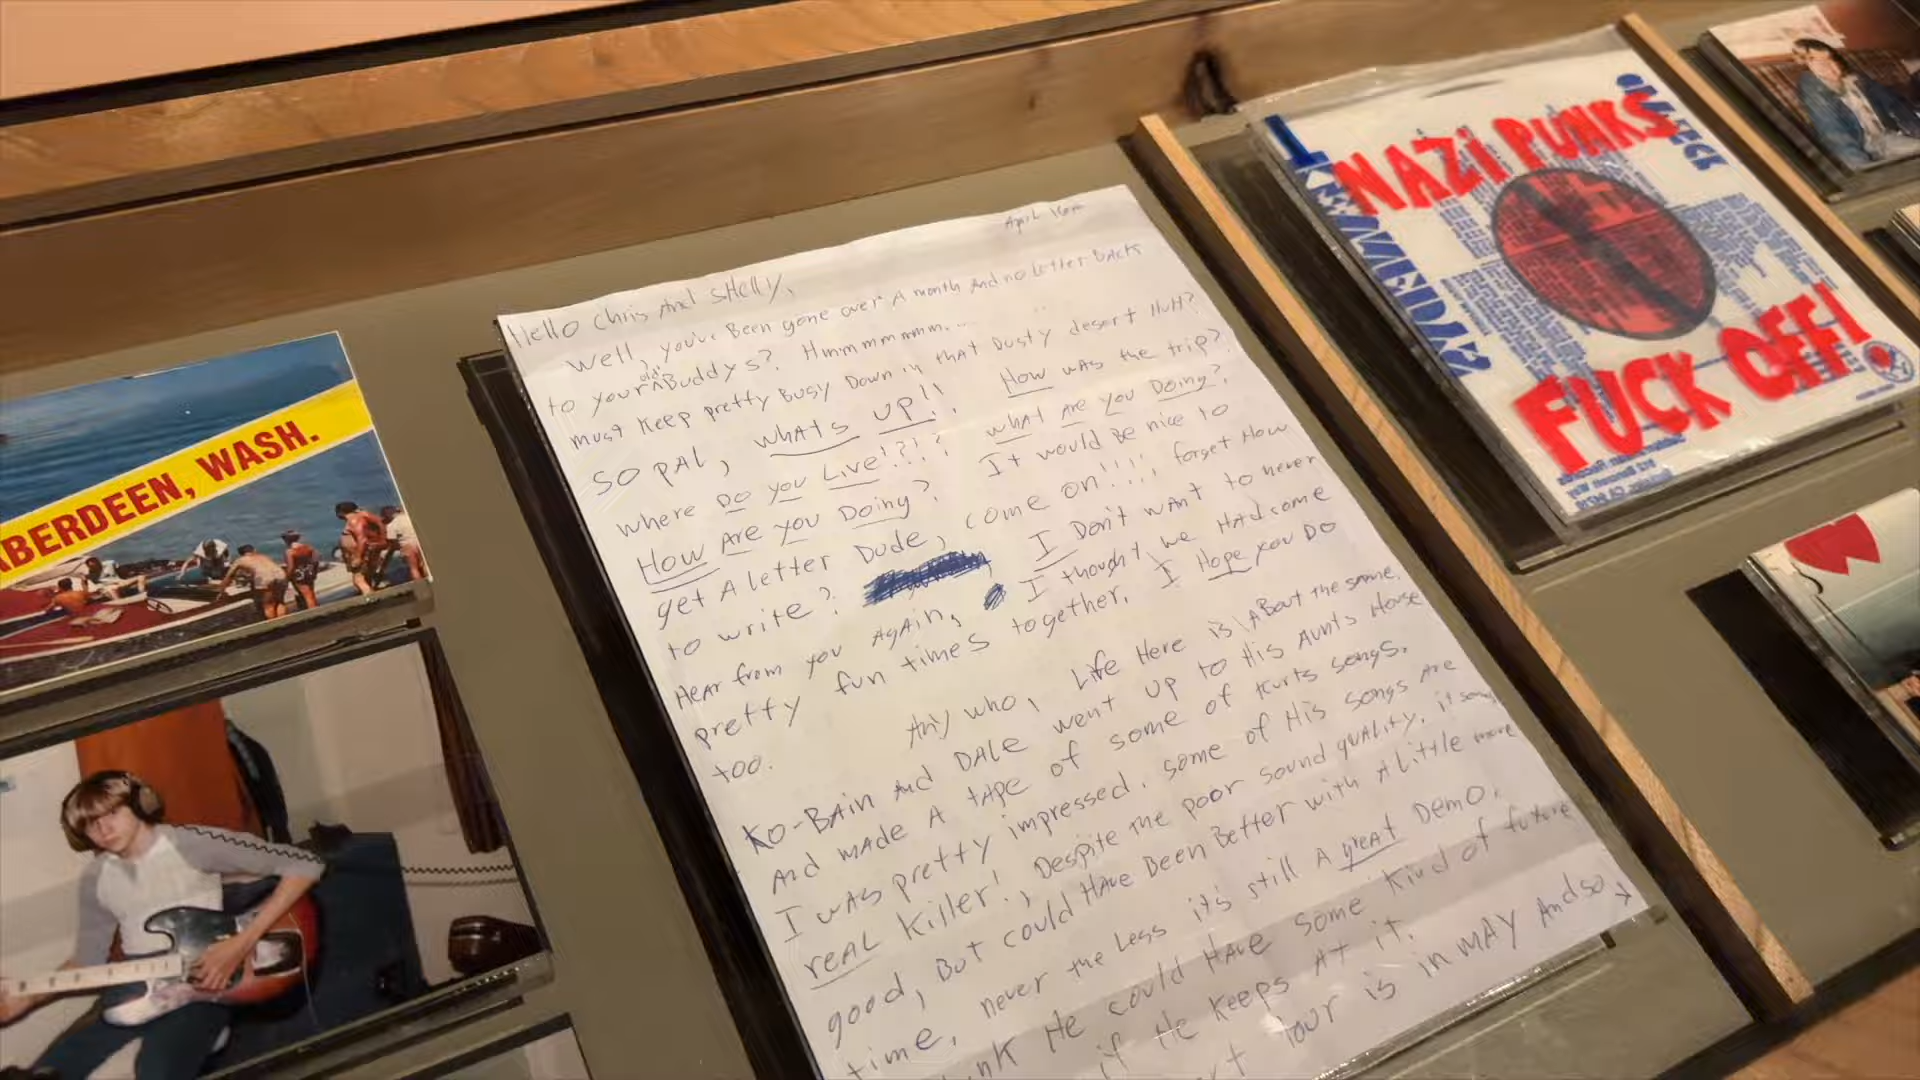 BERDEEN, WASH.
April 16
Hello Chris And SHelly,
Well, you've Been gone over A month And no Letter BACK
to your old Buddys? Hmmmmmm...
must keep pretty Busy Down in that Dusty desert Huh?
SO PAL, whats UP!! How was the trip?
where Do you Live!?!? what Are you Doing?
How Are you Doing? It would Be nice to
get A letter Dude, come on!!!! forget How
to write? I Don't want to never
HeAr from you AgAin, I thought we HAd some
pretty fun times together. I Hope you Do
too.
Any who, Life Here is ABout the same.
KO-BAin And DALe went UP to His Aunts House
And mADe A tApe of some of Kurts songs.
I wAs pretty impressed. some of His songs Are
reAL Killer!, Despite the poor sound quALity, it
good, But could HAve Been Better with A Little more
time, never the Less it's still A great Demo.
He could HAve some Kind of future
if He Keeps At it.
Tour is in mAY And so
NAZI PUNKS
FUCK OFF!